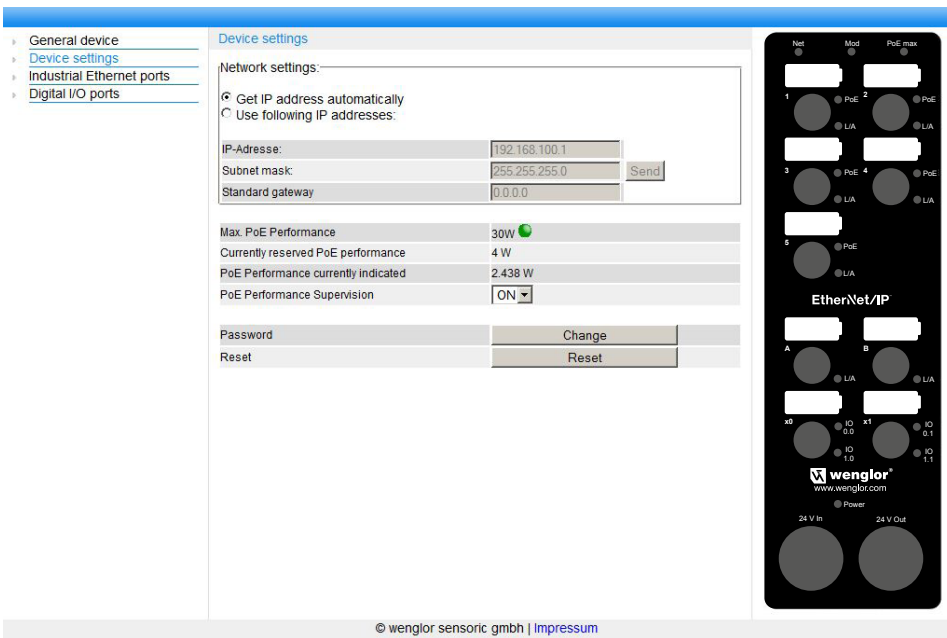 General device
Device settings
Industrial Ethernet ports
Digital I/O ports
Device settings
Network settings:
Get IP address automatically
Use following IP addresses:
IP-Adresse: 192.168.100.1
Subnet mask: 255.255.255.0 Send
Standard gateway 0.0.0.0
Max. PoE Performance 30W
Currently reserved PoE performance 4 W
PoE Performance currently indicated 2.438 W
PoE Performance Supervision ON
Password Change
Reset Reset
Net Mod PoE max
1 PoE 2 PoE
L/A L/A
3 PoE 4 PoE
L/A L/A
5 PoE
L/A
EtherNet/IP
A B
L/A L/A
x0 IO 0.0 x1 IO 0.1
IO 1.0 IO 1.1
wenglor®
www.wenglor.com
Power
24 V In 24 V Out
© wenglor sensoric gmbh | Impressum